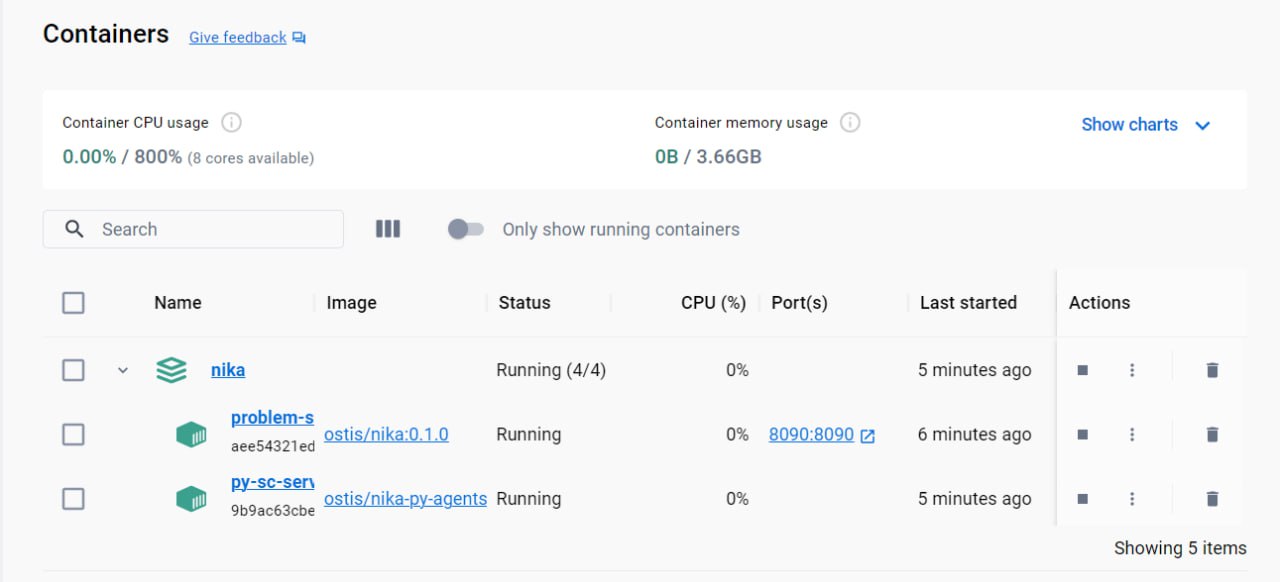 Containers Give feedback
Container CPU usage
Container memory usage
Show charts
0.00% / 800% (8 cores available)
0B / 3.66GB
Search
Only show running containers
Name Image Status CPU (%) Port(s) Last started Actions
nika Running (4/4) 0% 5 minutes ago
problem-s
aee54321ed
ostis/nika:0.1.0 Running 0% 8090:8090 6 minutes ago
py-sc-serv
9b9ac63cbe
ostis/nika-py-agents Running 0% 5 minutes ago
Showing 5 items